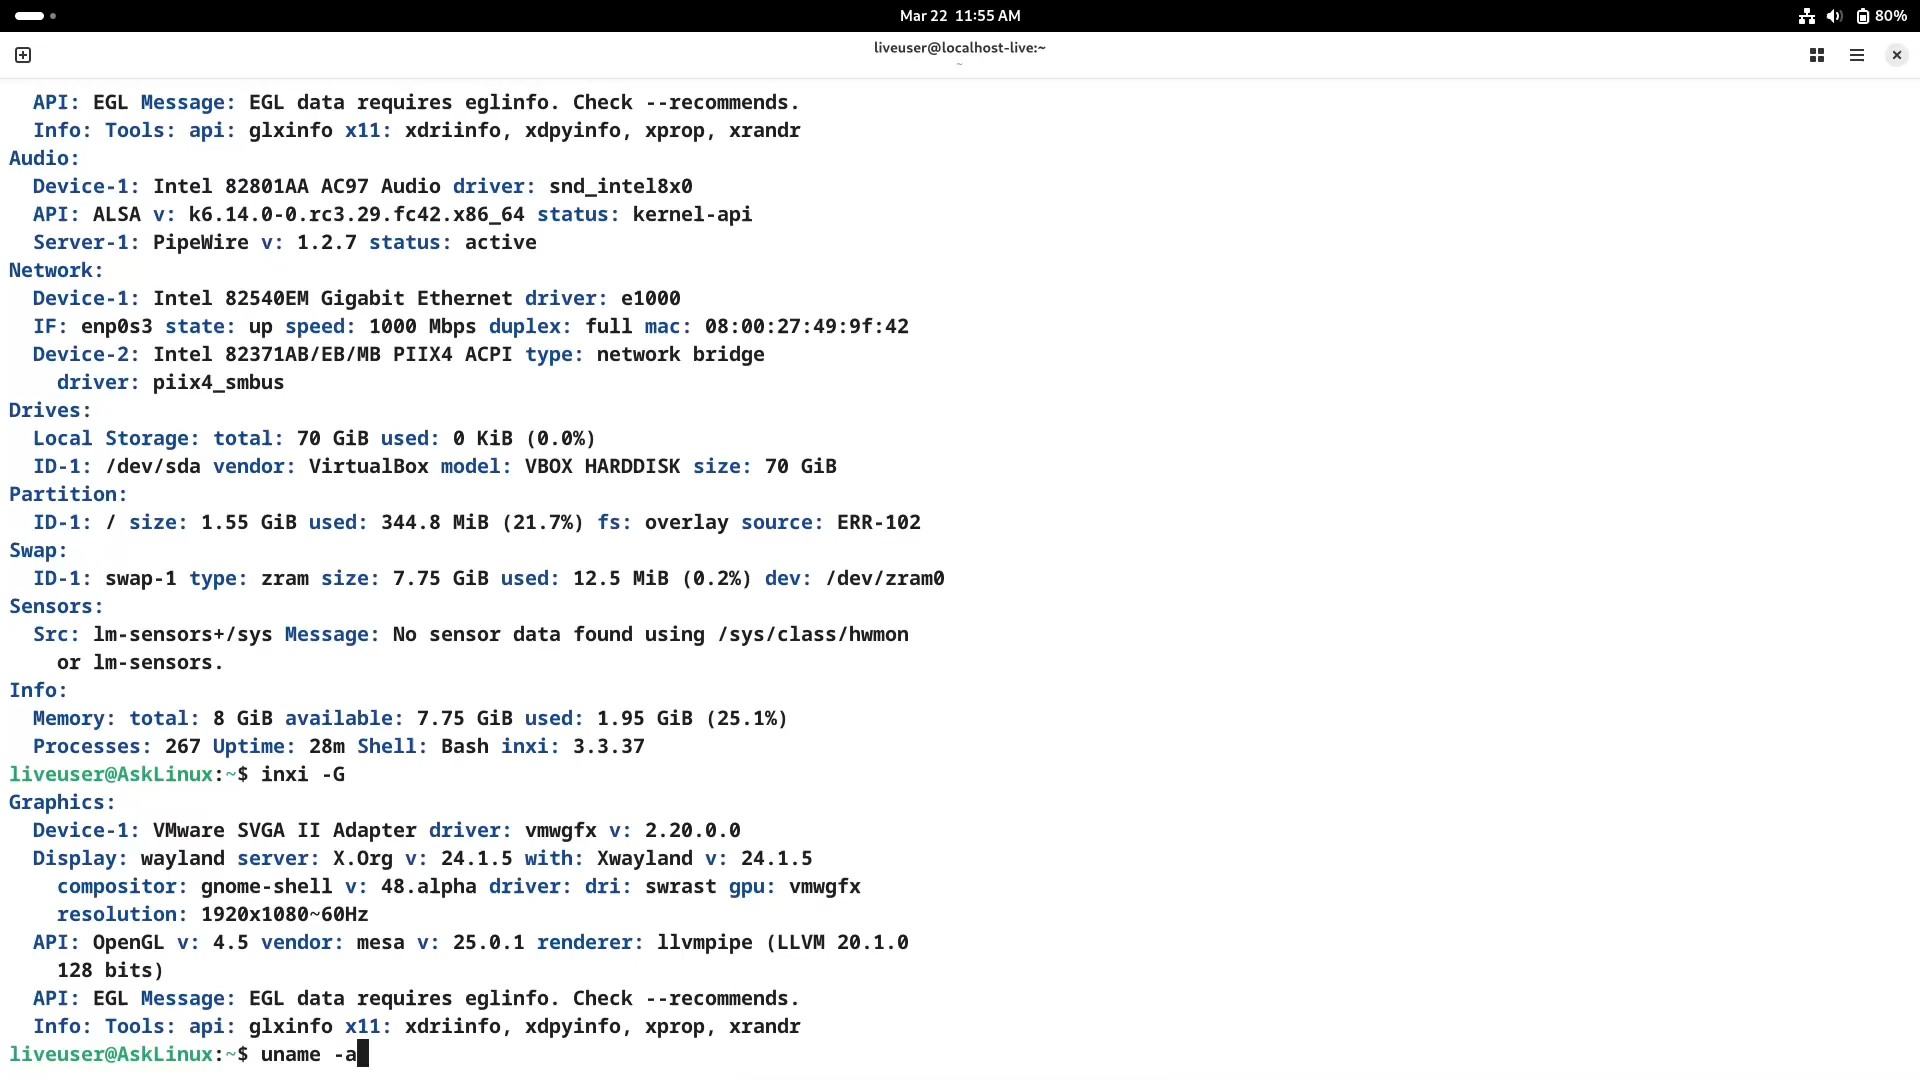 Mar 22 11:55 AM
80%
liveuser@localhost-live:~
~
API: EGL Message: EGL data requires eglinfo. Check --recommends.
Info: Tools: api: glxinfo x11: xdriinfo, xdpyinfo, xprop, xrandr
Audio:
Device-1: Intel 82801AA AC97 Audio driver: snd_intel8x0
API: ALSA v: k6.14.0-0.rc3.29.fc42.x86_64 status: kernel-api
Server-1: PipeWire v: 1.2.7 status: active
Network:
Device-1: Intel 82540EM Gigabit Ethernet driver: e1000
IF: enp0s3 state: up speed: 1000 Mbps duplex: full mac: 08:00:27:49:9f:42
Device-2: Intel 82371AB/EB/MB PIIX4 ACPI type: network bridge
driver: piix4_smbus
Drives:
Local Storage: total: 70 GiB used: 0 KiB (0.0%)
ID-1: /dev/sda vendor: VirtualBox model: VBOX HARDDISK size: 70 GiB
Partition:
ID-1: / size: 1.55 GiB used: 344.8 MiB (21.7%) fs: overlay source: ERR-102
Swap:
ID-1: swap-1 type: zram size: 7.75 GiB used: 12.5 MiB (0.2%) dev: /dev/zram0
Sensors:
Src: lm-sensors+/sys Message: No sensor data found using /sys/class/hwmon
or lm-sensors.
Info:
Memory: total: 8 GiB available: 7.75 GiB used: 1.95 GiB (25.1%)
Processes: 267 Uptime: 28m Shell: Bash inxi: 3.3.37
liveuser@AskLinux:~$ inxi -G
Graphics:
Device-1: VMware SVGA II Adapter driver: vmwgfx v: 2.20.0.0
Display: wayland server: X.Org v: 24.1.5 with: Xwayland v: 24.1.5
compositor: gnome-shell v: 48.alpha driver: dri: swrast gpu: vmwgfx
resolution: 1920x1080~60Hz
API: OpenGL v: 4.5 vendor: mesa v: 25.0.1 renderer: llvmpipe (LLVM 20.1.0
128 bits)
API: EGL Message: EGL data requires eglinfo. Check --recommends.
Info: Tools: api: glxinfo x11: xdriinfo, xdpyinfo, xprop, xrandr
liveuser@AskLinux:~$ uname -a